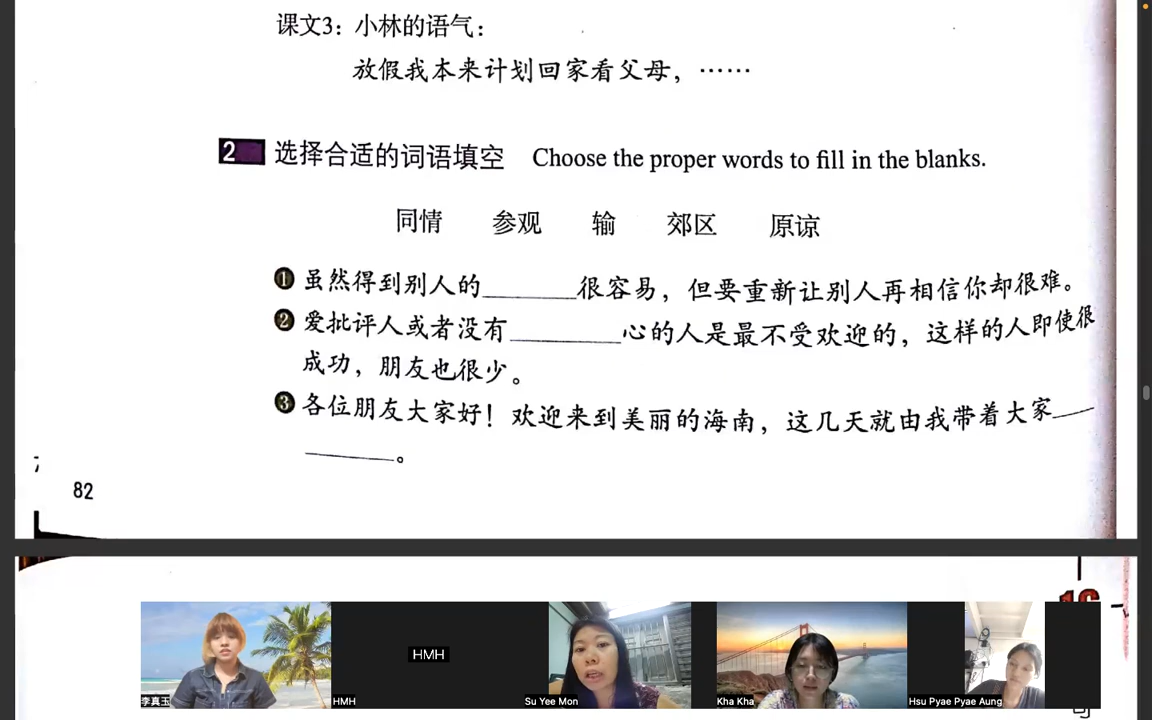 课文3：小林的语气：
放假我本来计划回家看父母，……
2 选择合适的词语填空 Choose the proper words to fill in the blanks.
同情 参观 输 郊区 原谅
❶ 虽然得到别人的________很容易，但要重新让别人再相信你却很难。
❷ 爱批评人或者没有_________心的人是最不受欢迎的，这样的人即使很
成功，朋友也很少。
❸ 各位朋友大家好！欢迎来到美丽的海南，这几天就由我带着大家___
_______。
82
HMH
李真玉
HMH
Su Yee Mon
Kha Kha
Hsu Pyae Pyae Aung